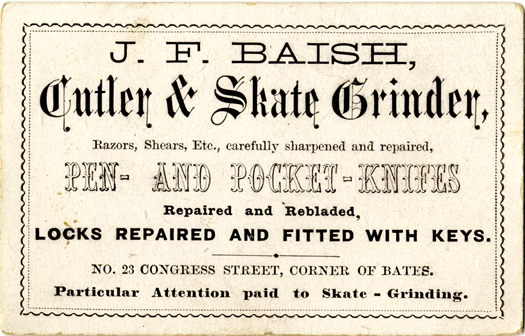 J. F. BAISH,
Cutler & Skate Grinder,
Razors, Shears, Etc., carefully sharpened and repaired,
PEN- AND POCKET-KNIFES
Repaired and Rebladed,
LOCKS REPAIRED AND FITTED WITH KEYS.
NO. 23 CONGRESS STREET, CORNER OF BATES.
Particular Attention paid to Skate - Grinding.